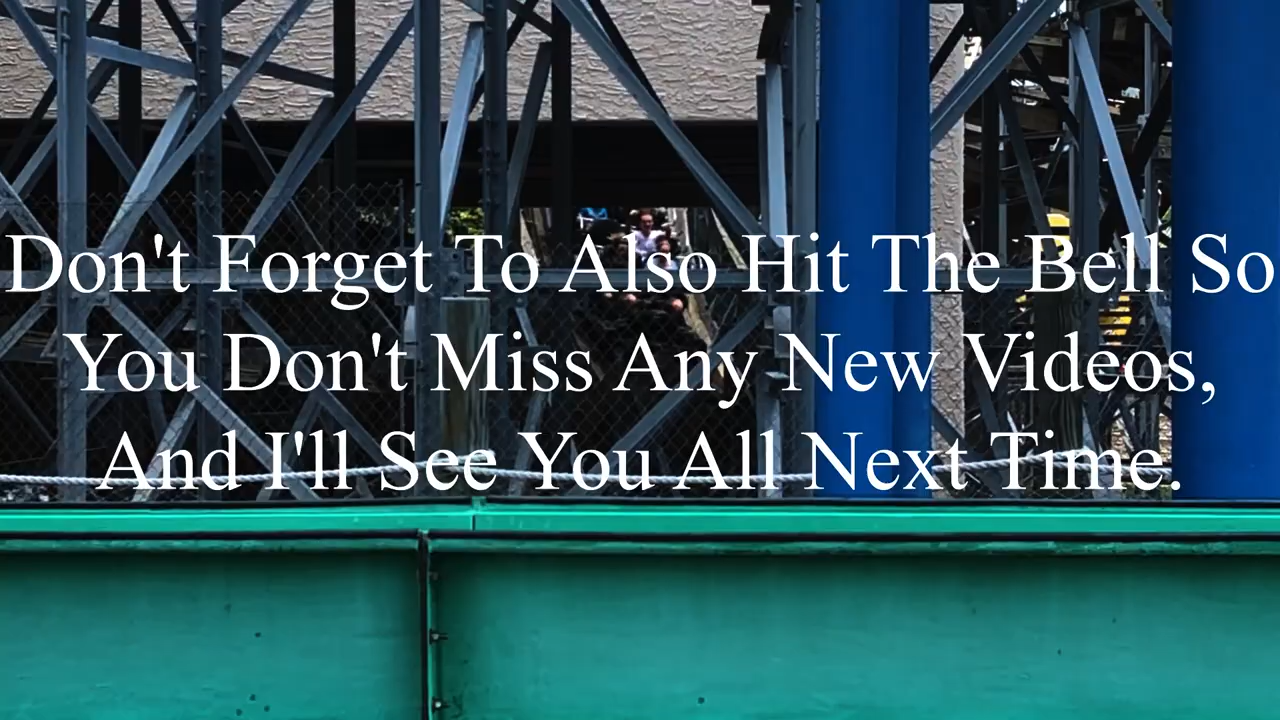 Don't Forget To Also Hit The Bell So
You Don't Miss Any New Videos,
And I'll See You All Next Time.